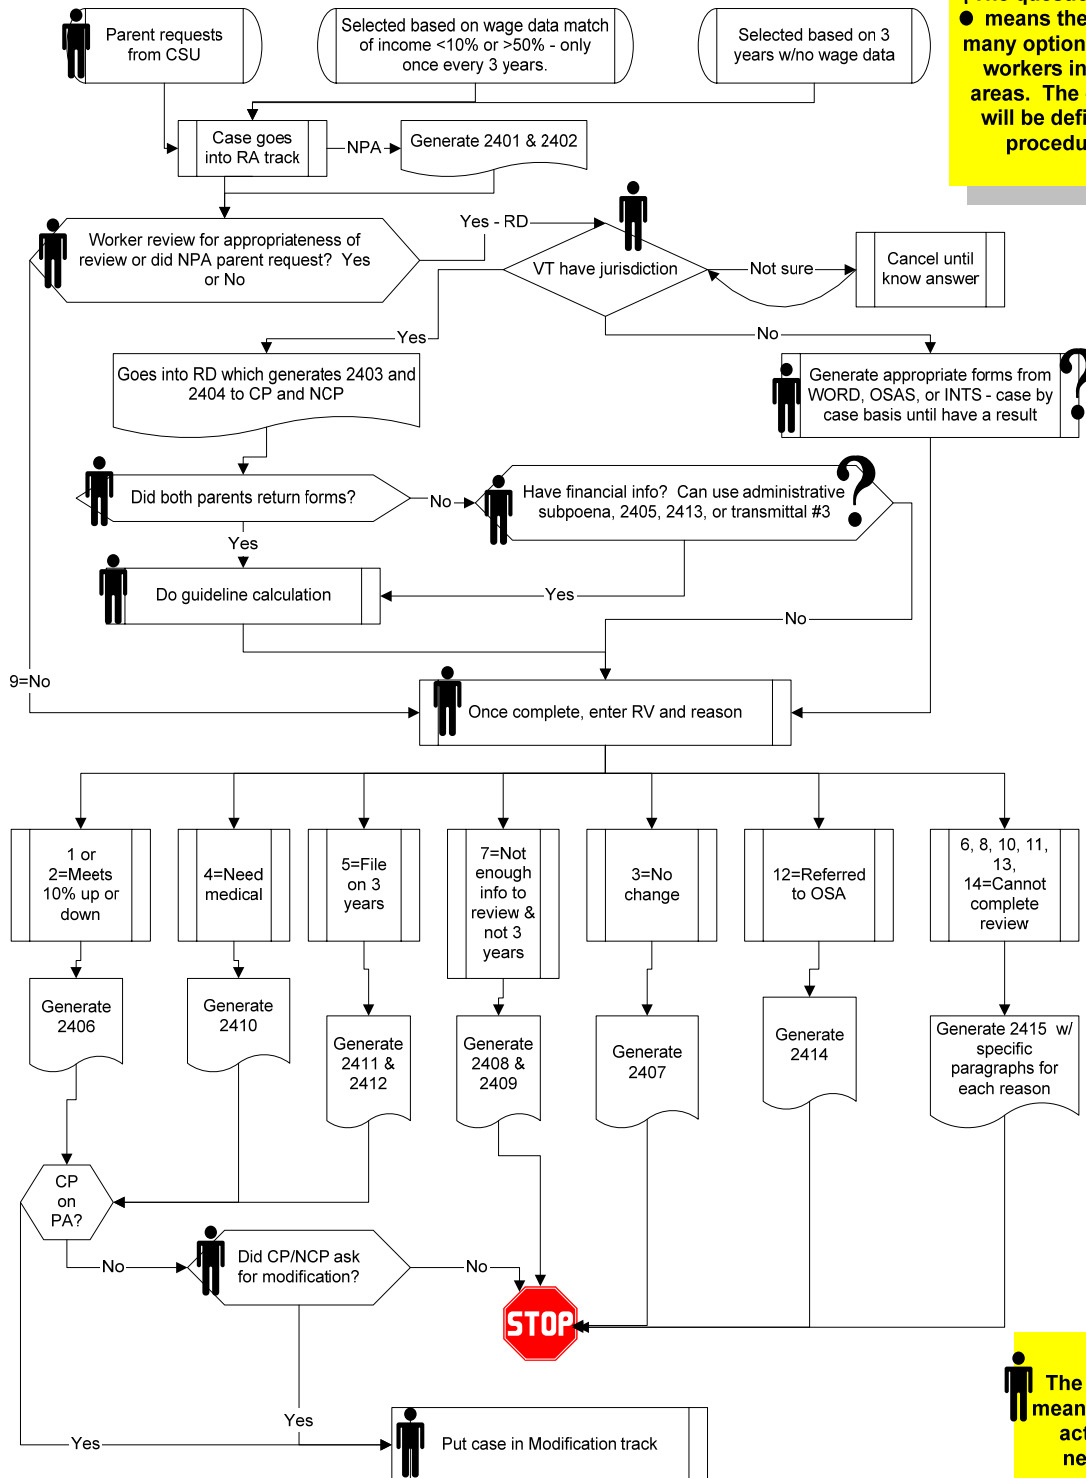 Parent requests
from CSU
Selected based on wage data match
of income <10% or >50% - only
once every 3 years.
Selected based on 3
years w/no wage data
means the
many option
workers in
areas. The
will be defi
procedu
Case goes
into RA track
NPA
Generate 2401 & 2402
Worker review for appropriateness of
review or did NPA parent request? Yes
or No
Yes - RD
VT have jurisdiction
Not sure
Cancel until
know answer
Yes
No
Goes into RD which generates 2403 and
2404 to CP and NCP
Generate appropriate forms from
WORD, OSAS, or INTS - case by
case basis until have a result
?
Did both parents return forms?
No
Have financial info? Can use administrative
subpoena, 2405, 2413, or transmittal #3
?
Yes
Do guideline calculation
Yes
No
9=No
Once complete, enter RV and reason
1 or
2=Meets
10% up or
down
4=Need
medical
5=File
on 3
years
7=Not
enough
info to
review &
not 3
years
3=No
change
12=Referred
to OSA
6, 8, 10, 11,
13,
14=Cannot
complete
review
Generate
2406
Generate
2410
Generate
2411 &
2412
Generate
2408 &
2409
Generate
2407
Generate
2414
Generate 2415 w/
specific
paragraphs for
each reason
CP
on
PA?
No
Did CP/NCP ask
for modification?
No
STOP
Yes
Yes
Put case in Modification track
The
mean
act
ne